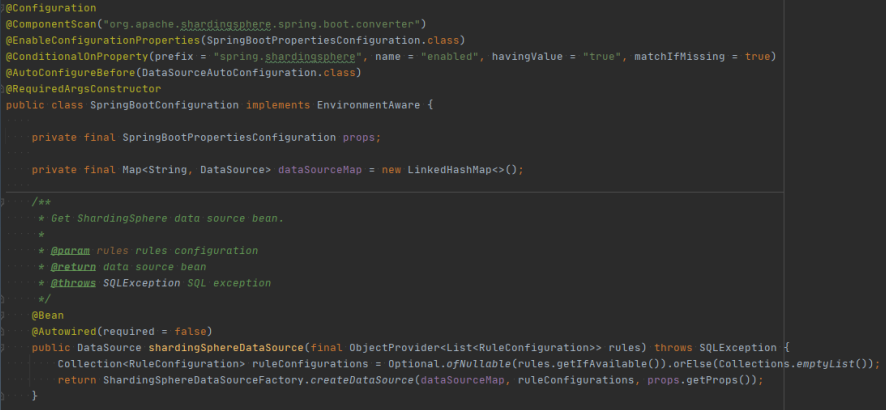 @Configuration
@ComponentScan("org.apache.shardingsphere.spring.boot.converter")
@EnableConfigurationProperties(SpringBootPropertiesConfiguration.class)
@ConditionalOnProperty(prefix = "spring.shardingsphere", name = "enabled", havingValue = "true", matchIfMissing = true)
@AutoConfigureBefore(DataSourceAutoConfiguration.class)
@RequiredArgsConstructor
public class SpringBootConfiguration implements EnvironmentAware {
private final SpringBootPropertiesConfiguration props;
private final Map<String, DataSource> dataSourceMap = new LinkedHashMap<>();
/**
* Get ShardingSphere data source bean.
*
* @param rules rules configuration
* @return data source bean
* @throws SQLException SQL exception
*/
@Bean
@Autowired(required = false)
public DataSource shardingSphereDataSource(final ObjectProvider<List<RuleConfiguration>> rules) throws SQLException {
Collection<RuleConfiguration> ruleConfigurations = Optional.ofNullable(rules.getIfAvailable()).orElse(Collections.emptyList());
return ShardingSphereDataSourceFactory.createDataSource(dataSourceMap, ruleConfigurations, props.getProps());
}